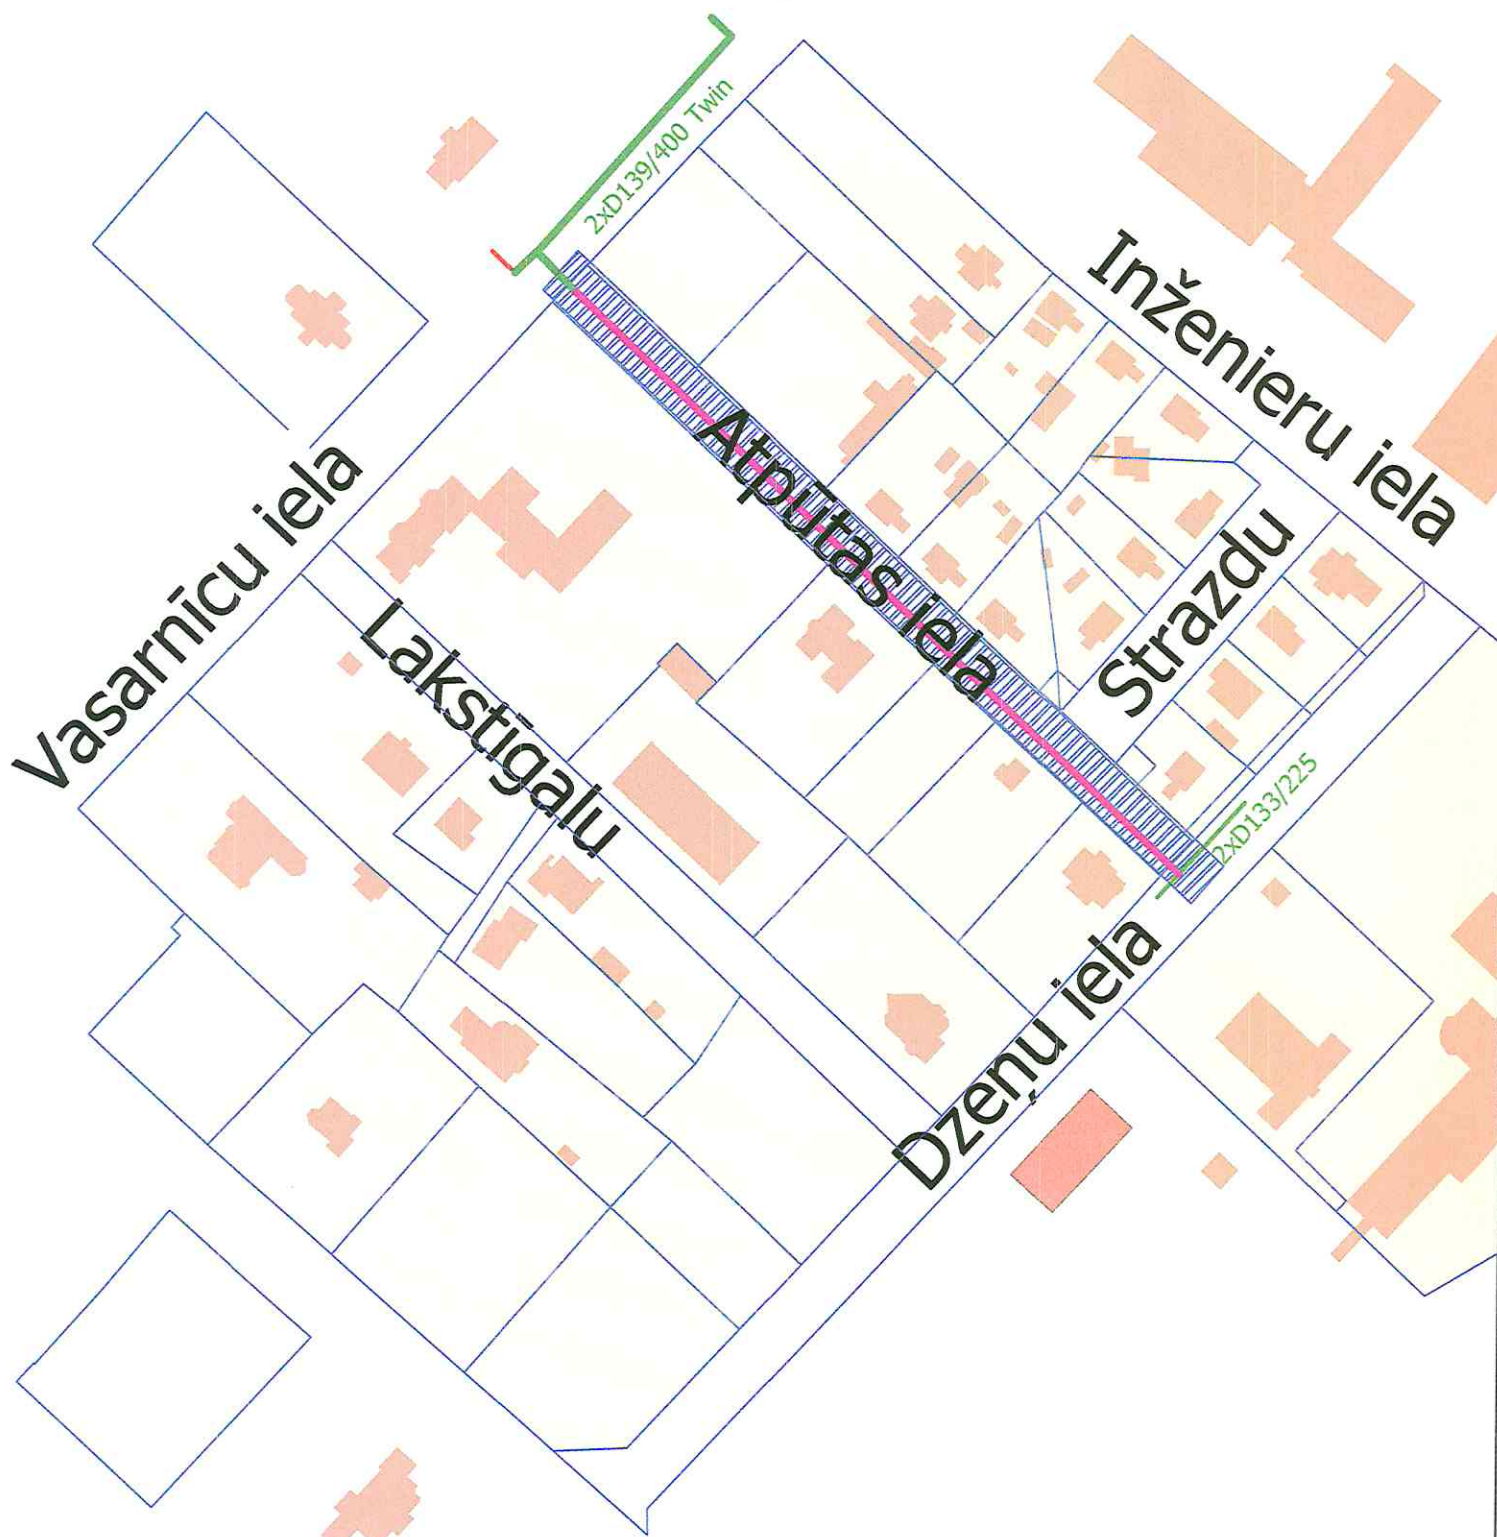 2xD139/400 Twin
Inženieru iela
Atpūtas iela
Vasarnīcu iela
Strazdu
Lakstīgalu
2xD133/225
Dzeņu iela